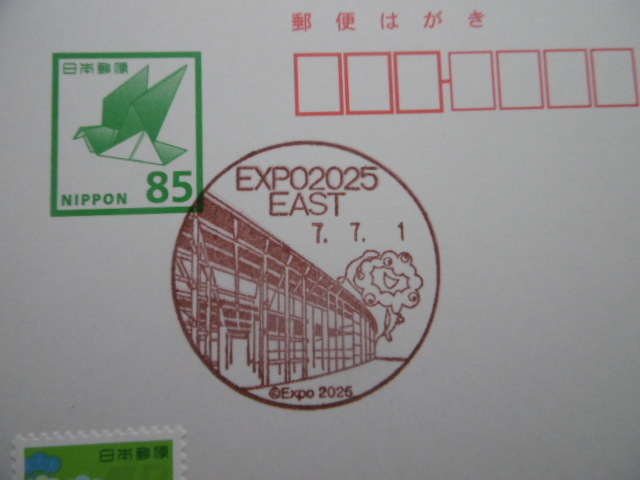 郵便はがき
日本郵便
NIPPON 85
EXPO2025
EAST
7. 7. 1
©Expo 2025
日本郵便